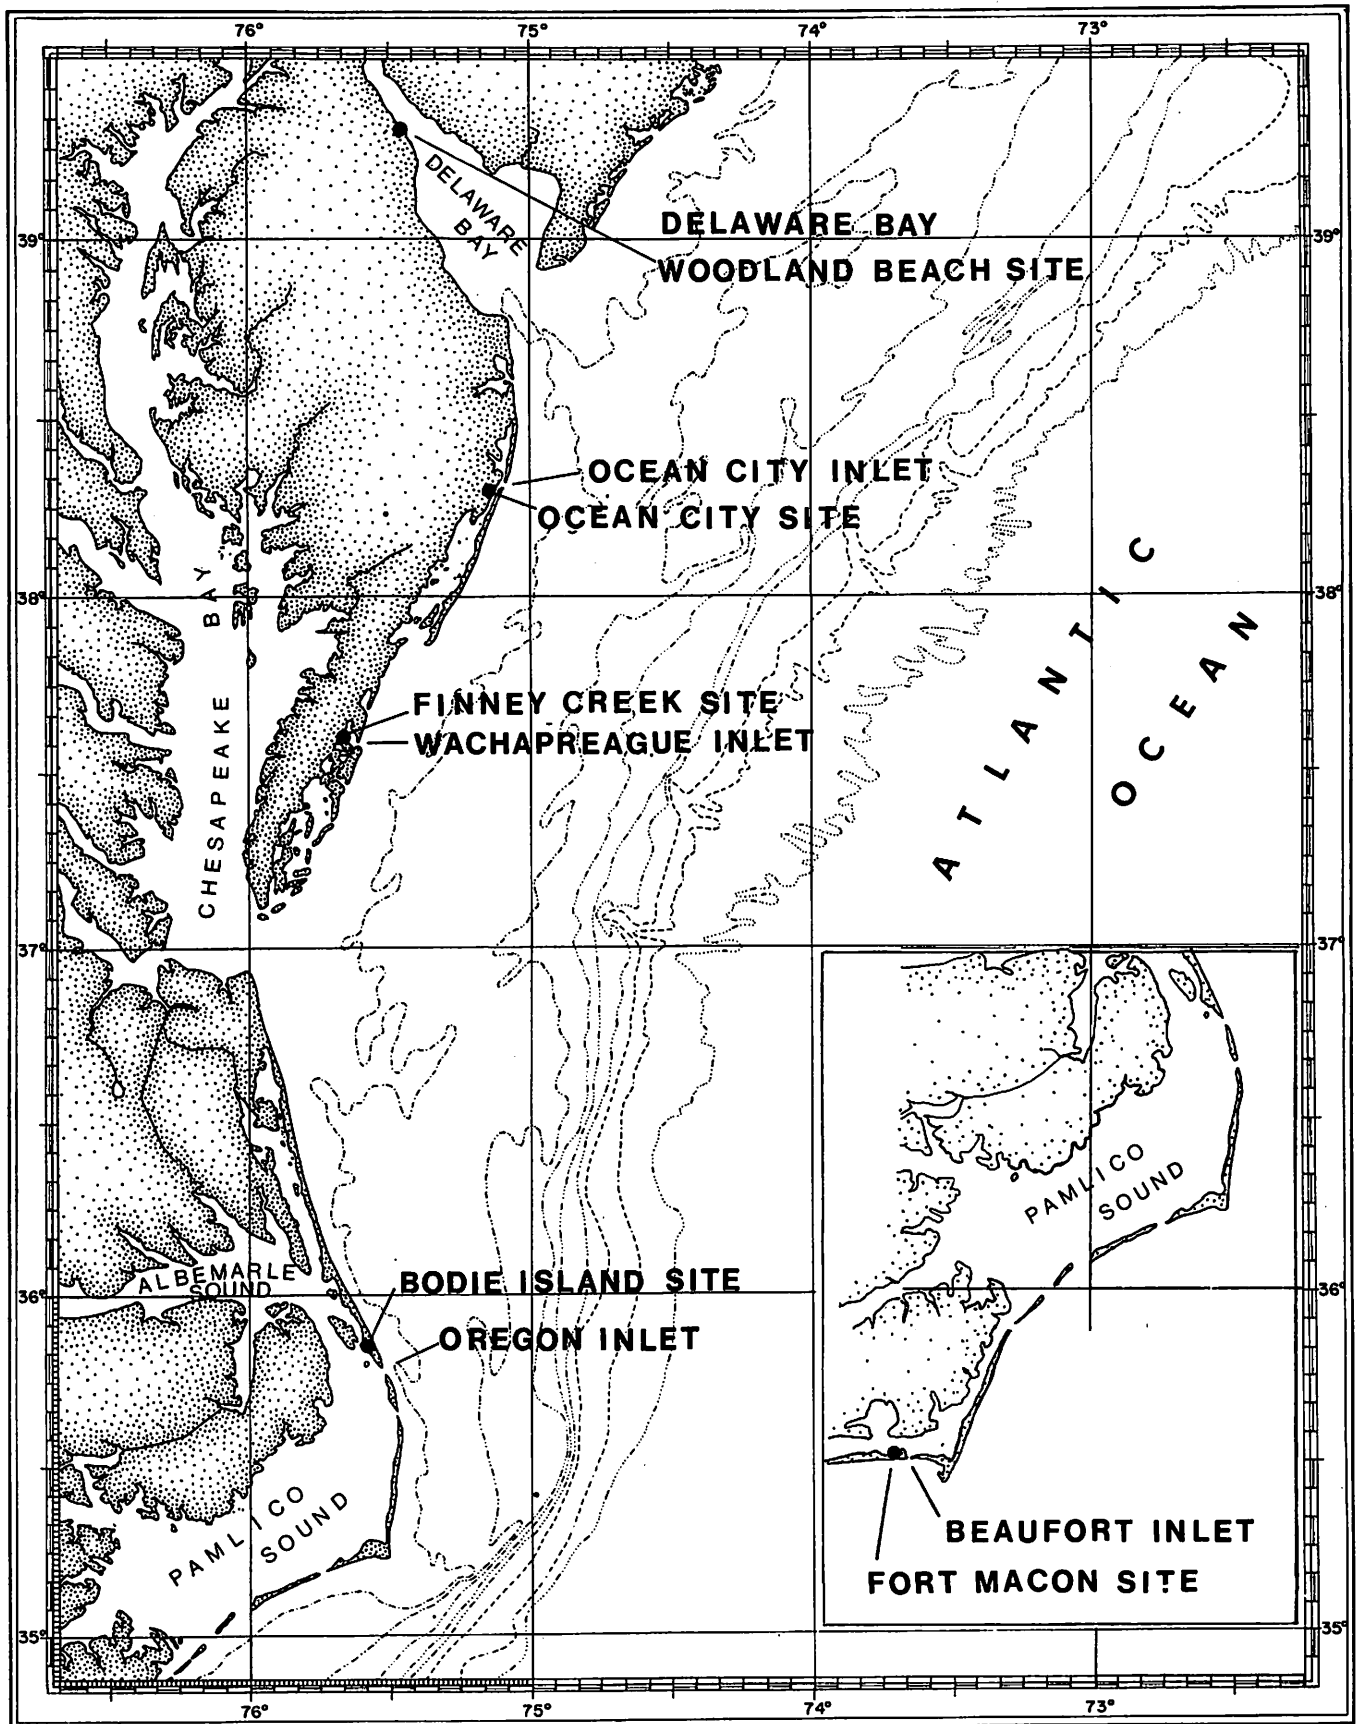 76° 75° 74° 73°
DELAWARE
BAY
DELAWARE BAY
39° 39°
WOODLAND BEACH SITE
OCEAN CITY INLET
OCEAN CITY SITE
38° 38°
CHESAPEAKE BAY
ATLANTIC
OCEAN
FINNEY CREEK SITE
WACHAPREAGUE INLET
37° 37°
PAMLICO
SOUND
ALBEMARLE
SOUND
BODIE ISLAND SITE
36° 36°
OREGON INLET
PAMLICO
SOUND
BEAUFORT INLET
FORT MACON SITE
35° 35°
76° 75° 74° 73°